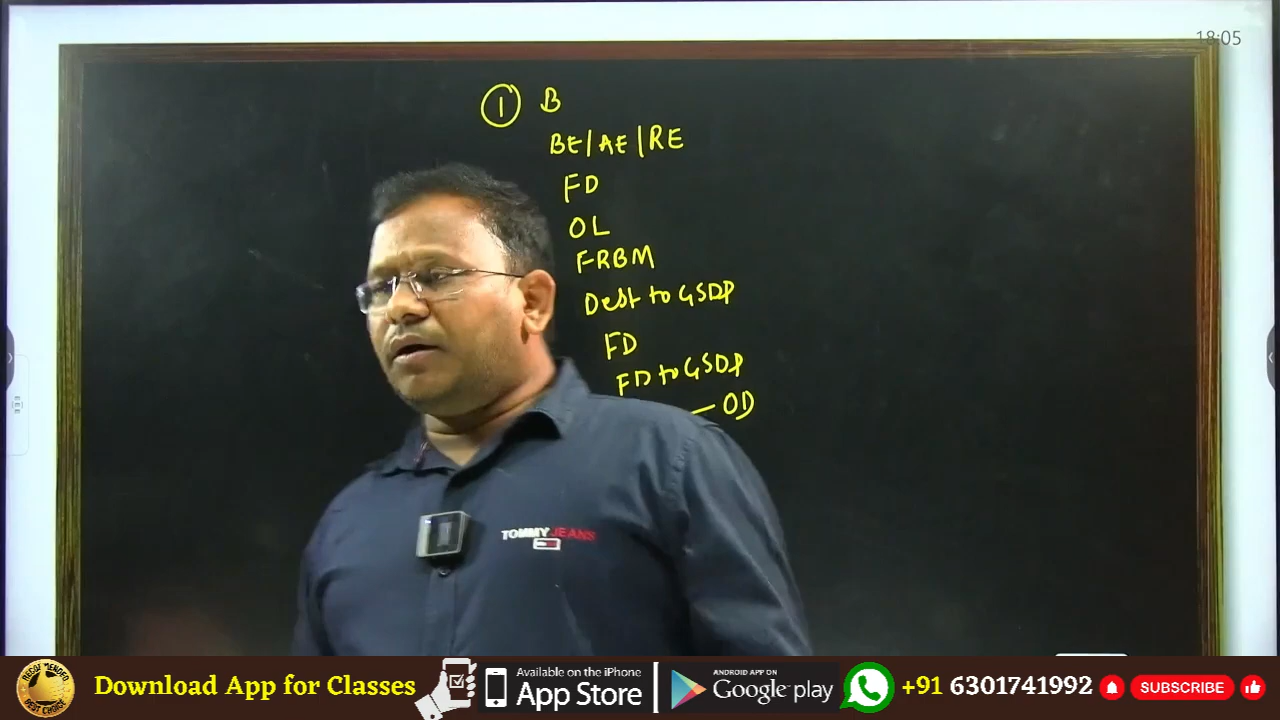 18:05
① B
BE/AE/RE
FD
OL
FRBM
Debt to GSDP
FD
FD to GSDP
— OD
TOMMY JEANS
Download App for Classes
Available on the iPhone
App Store
ANDROID APP ON
Google play
+91 6301741992
SUBSCRIBE